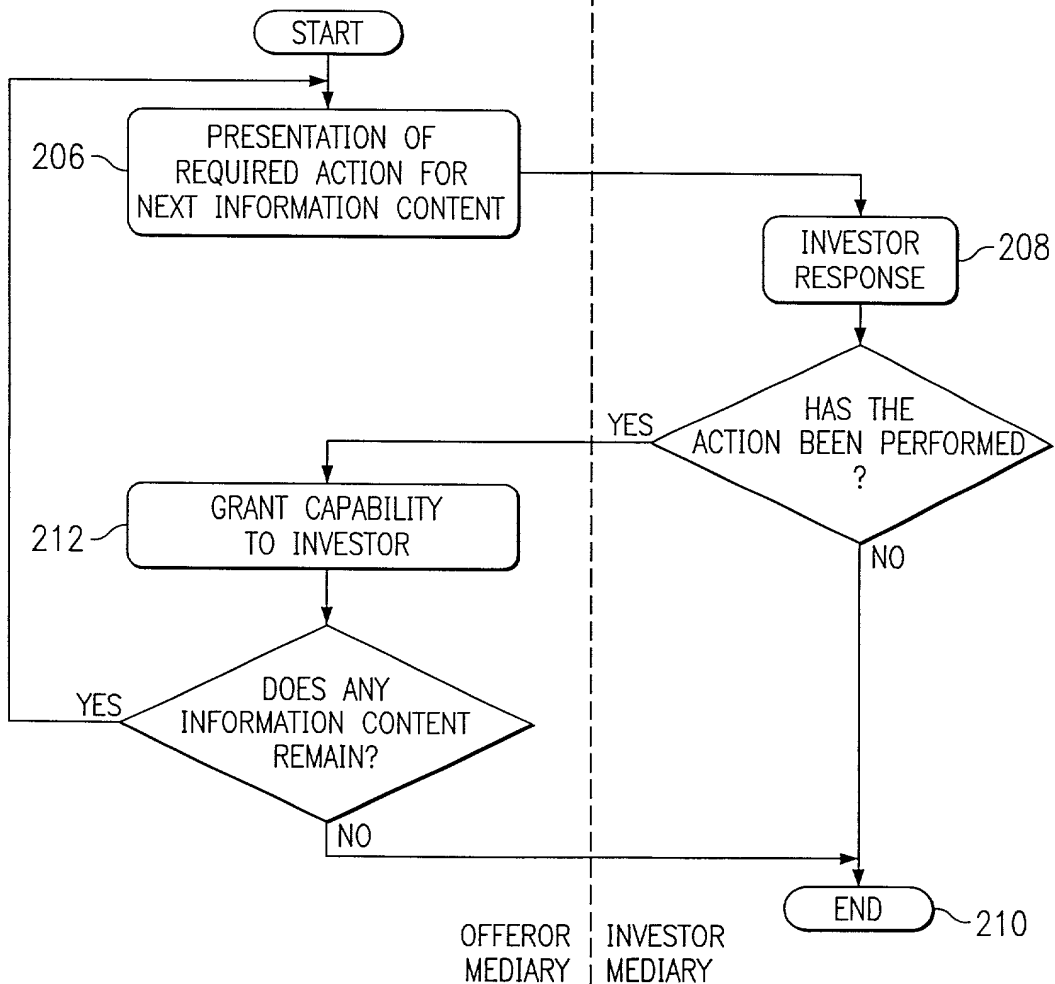 START
206
PRESENTATION OF
REQUIRED ACTION FOR
NEXT INFORMATION CONTENT
INVESTOR
RESPONSE
208
HAS THE
ACTION BEEN PERFORMED
?
YES
NO
212
GRANT CAPABILITY
TO INVESTOR
YES
DOES ANY
INFORMATION CONTENT
REMAIN?
NO
END
210
OFFEROR
MEDIARY
INVESTOR
MEDIARY